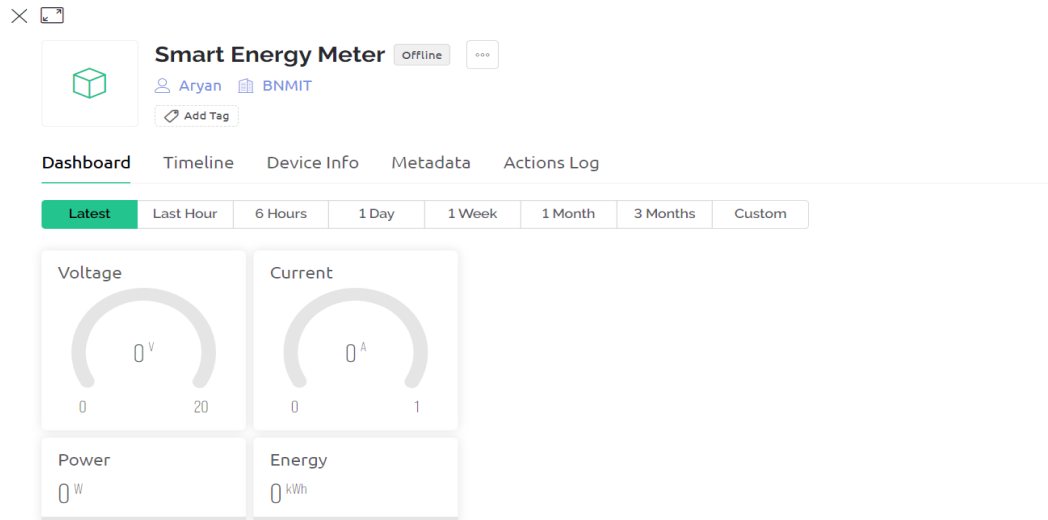 Smart Energy Meter Offline
Aryan BNMIT
Add Tag
Dashboard Timeline Device Info Metadata Actions Log
Latest Last Hour 6 Hours 1 Day 1 Week 1 Month 3 Months Custom
Voltage Current
0 V 0 A
0 20 0 1
Power Energy
0 W 0 kWh